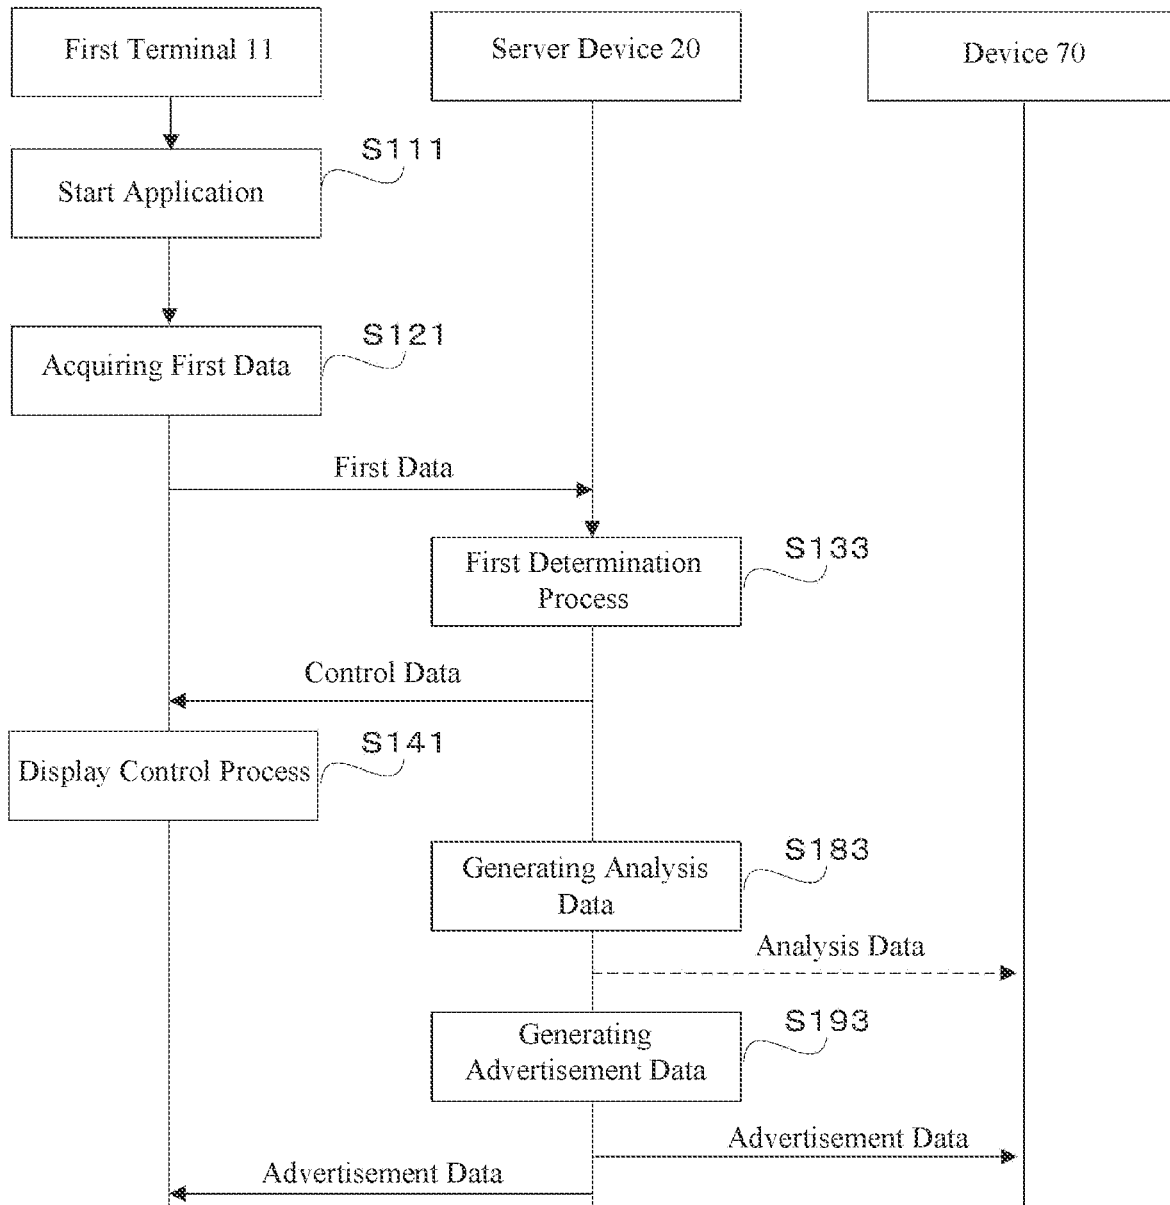 First Terminal 11
Server Device 20
Device 70
S111
Start Application
S121
Acquiring First Data
First Data
S133
First Determination
Process
Control Data
S141
Display Control Process
S183
Generating Analysis
Data
Analysis Data
S193
Generating
Advertisement Data
Advertisement Data
Advertisement Data